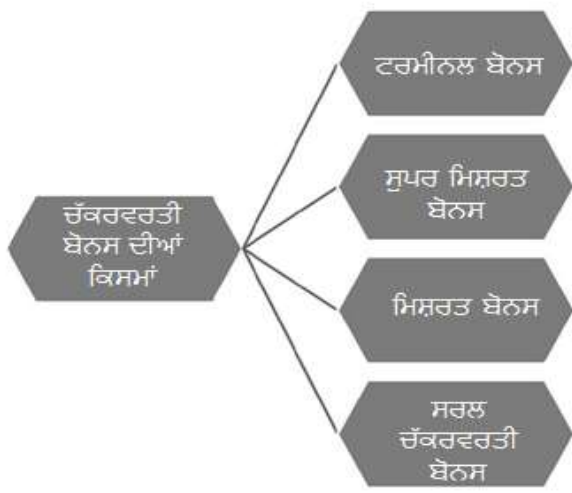 ਚੱਕਰਵਰਤੀ
ਬੋਨਸ ਦੀਆਂ
ਕਿਸਮਾਂ
ਟਰਮੀਨਲ ਬੋਨਸ
ਸੁਪਰ ਮਿਸ਼ਰਤ
ਬੋਨਸ
ਮਿਸ਼ਰਤ ਬੋਨਸ
ਸਰਲ
ਚੱਕਰਵਰਤੀ
ਬੋਨਸ